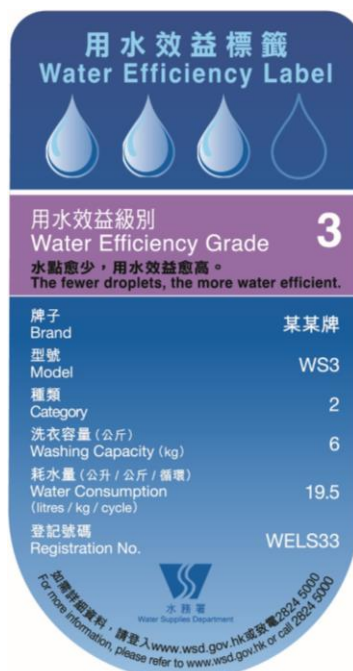 用水效益標籤
Water Efficiency Label
用水效益級別
Water Efficiency Grade
3
水點愈少，用水效益愈高。
The fewer droplets, the more water efficient.
牌子
Brand
某某牌
型號
Model
WS3
種類
Category
2
洗衣容量 (公斤)
Washing Capacity (kg)
6
耗水量 (公升 / 公斤 / 循環)
Water Consumption
(litres / kg / cycle)
19.5
登記號碼
Registration No.
WELS33
水務署
Water Supplies Department
如需詳細資料，請登入www.wsd.gov.hk或致電2824 5000
For more information, please refer to www.wsd.gov.hk or call 2824 5000